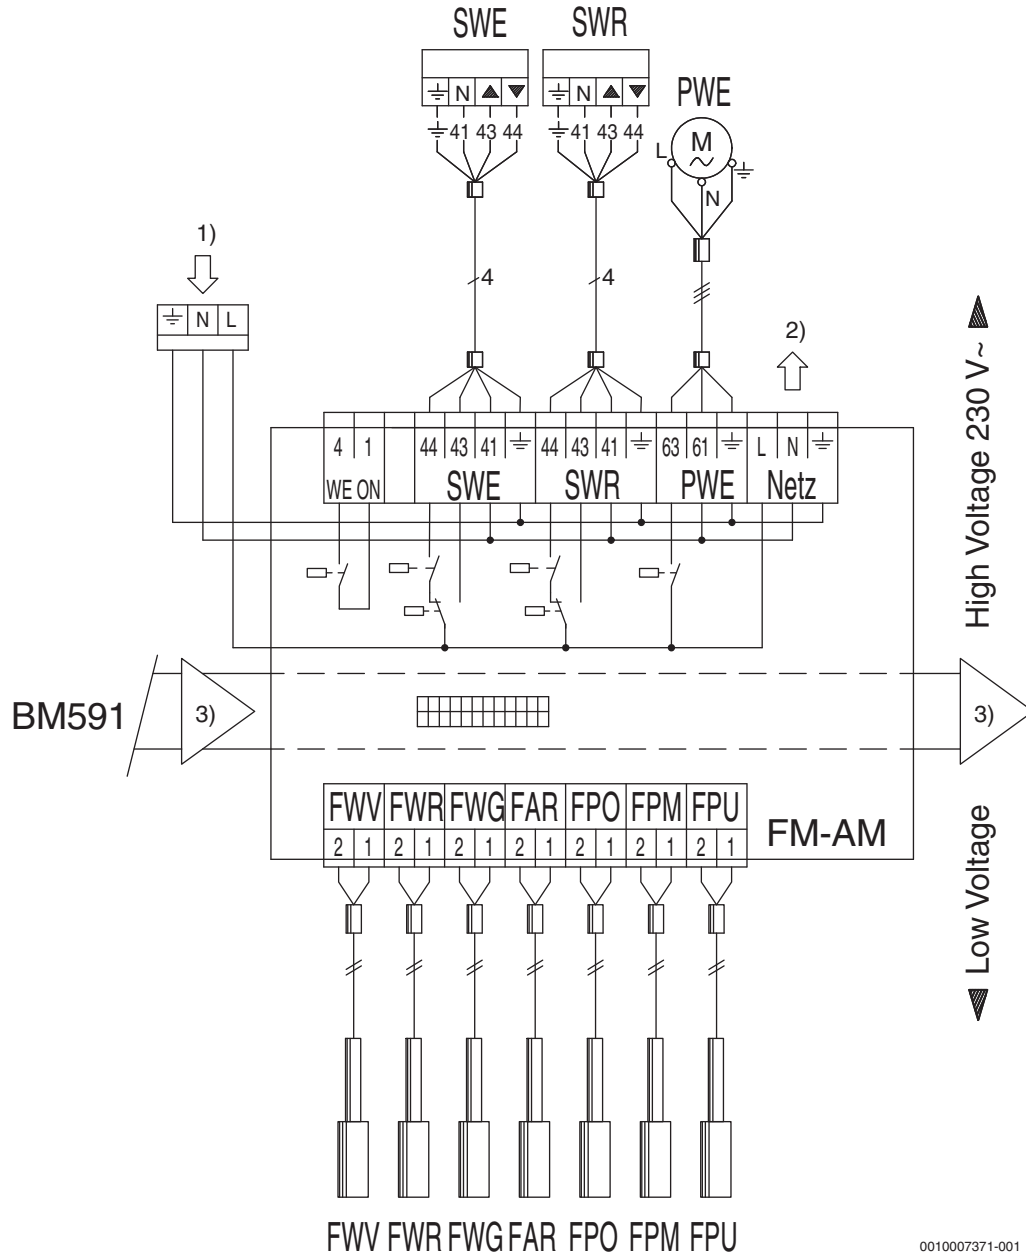 SWE SWR
PWE
N
N
41 43 44
41 43 44
M
L
N
1)
4
4
N L
2)
4 1
44 43 41
44 43 41
63 61
L N
WE ON
SWE
SWR
PWE
Netz
High Voltage 230 V~
BM591
3)
3)
FWV FWR FWG FAR FPO FPM FPU
2 1 2 1 2 1 2 1 2 1 2 1 2 1
FM-AM
Low Voltage
FWV FWR FWG FAR FPO FPM FPU
0010007371-001